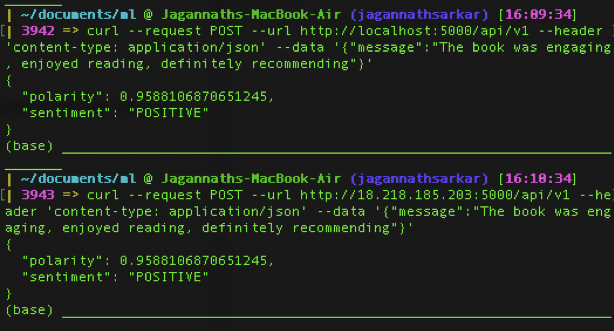 | ~/documents/ml @ Jagannaths-MacBook-Air (jagannathsarkar) [16:09:34]
[| 3942 => curl --request POST --url http://localhost:5000/api/v1 --header ]
'content-type: application/json' --data '{"message":"The book was engaging
, enjoyed reading, definitely recommending"}'
{
"polarity": 0.9588106870651245,
"sentiment": "POSITIVE"
}
(base)
| ~/documents/ml @ Jagannaths-MacBook-Air (jagannathsarkar) [16:10:34]
[| 3943 => curl --request POST --url http://18.218.185.203:5000/api/v1 --he]
ader 'content-type: application/json' --data '{"message":"The book was eng
aging, enjoyed reading, definitely recommending"}'
{
"polarity": 0.9588106870651245,
"sentiment": "POSITIVE"
}
(base)